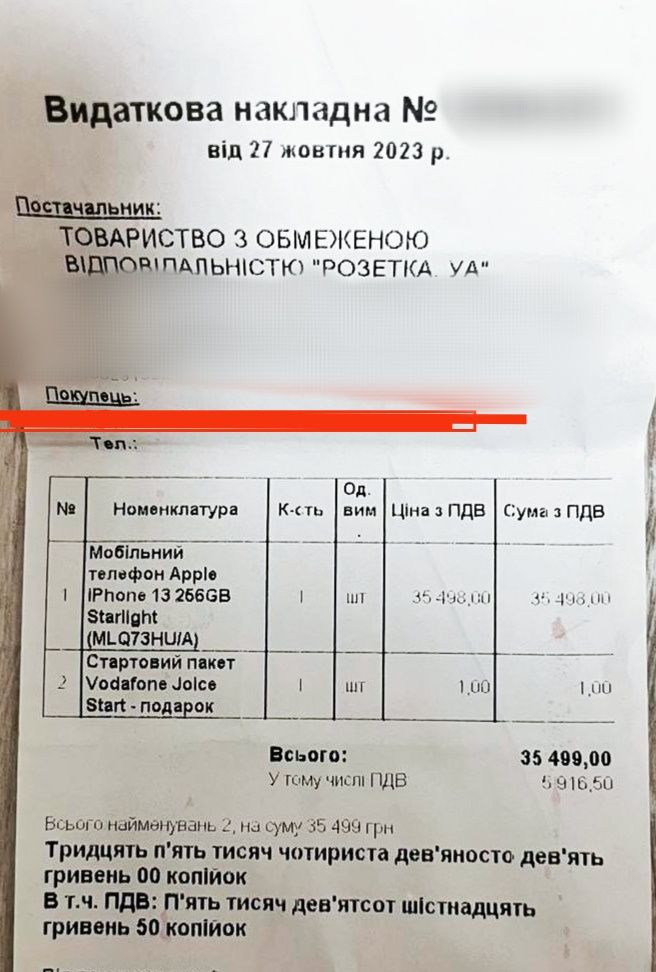 Видаткова накладна №
від 27 жовтня 2023 р.
Постачальник:
ТОВАРИСТВО З ОБМЕЖЕНОЮ
ВІДПОВІДАЛЬНІСТЮ "РОЗЕТКА. УА"
Покупець:
Тел.:
№ Номенклатура К-сть Од. вим. Ціна з ПДВ Сума з ПДВ
1 Мобільний телефон Apple iPhone 13 256GB Starlight (MLQ73HU/A) 1 шт 35 498,00 35 498,00
2 Стартовий пакет Vodafone Joice Start - подарок 1 шт 1,00 1,00
Всього: 35 499,00
У тому числі ПДВ 5 916,50
Всього найменувань 2, на суму 35 499 грн
Тридцять п'ять тисяч чотириста дев'яносто дев'ять
гривень 00 копійок
В т.ч. ПДВ: П'ять тисяч дев'ятсот шістнадцять
гривень 50 копійок